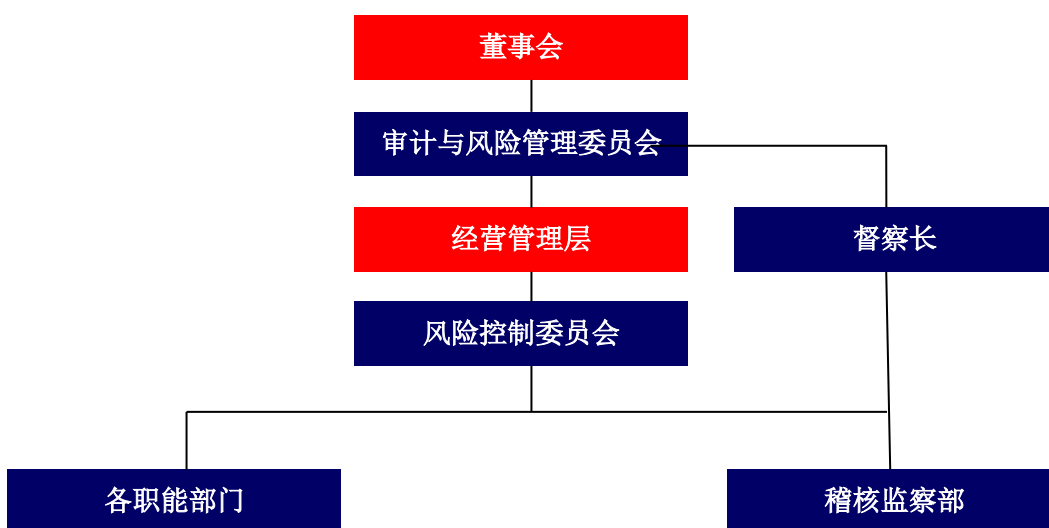 董事会
审计与风险管理委员会
经营管理层
督察长
风险控制委员会
各职能部门
稽核监察部